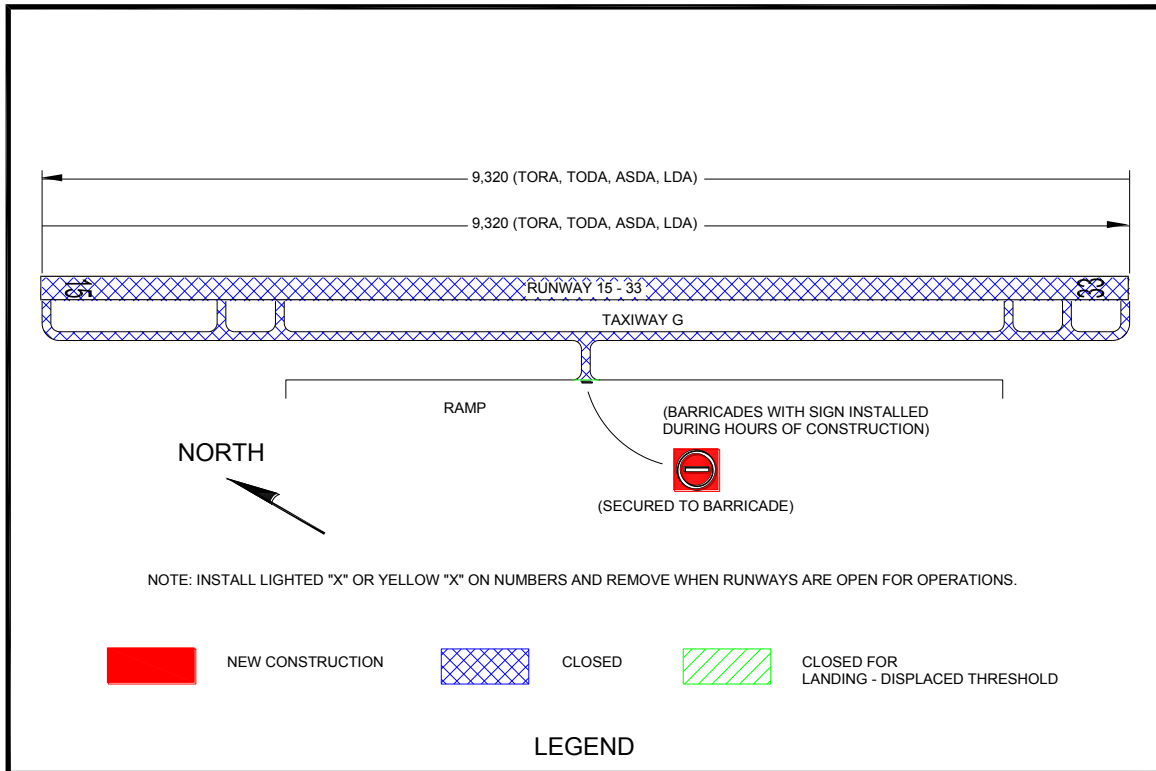 9,320 (TORA, TODA, ASDA, LDA)
9,320 (TORA, TODA, ASDA, LDA)
15
RUNWAY 15 - 33
33
TAXIWAY G
RAMP
(BARRICADES WITH SIGN INSTALLED
DURING HOURS OF CONSTRUCTION)
NORTH
(SECURED TO BARRICADE)
NOTE: INSTALL LIGHTED "X" OR YELLOW "X" ON NUMBERS AND REMOVE WHEN RUNWAYS ARE OPEN FOR OPERATIONS.
NEW CONSTRUCTION
CLOSED
CLOSED FOR
LANDING - DISPLACED THRESHOLD
LEGEND